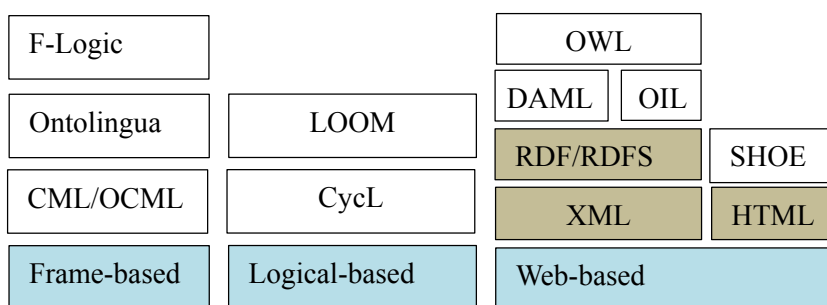 F-Logic
OWL
DAML
OIL
Ontolingua
LOOM
RDF/RDFS
SHOE
CML/OCML
CycL
XML
HTML
Frame-based
Logical-based
Web-based